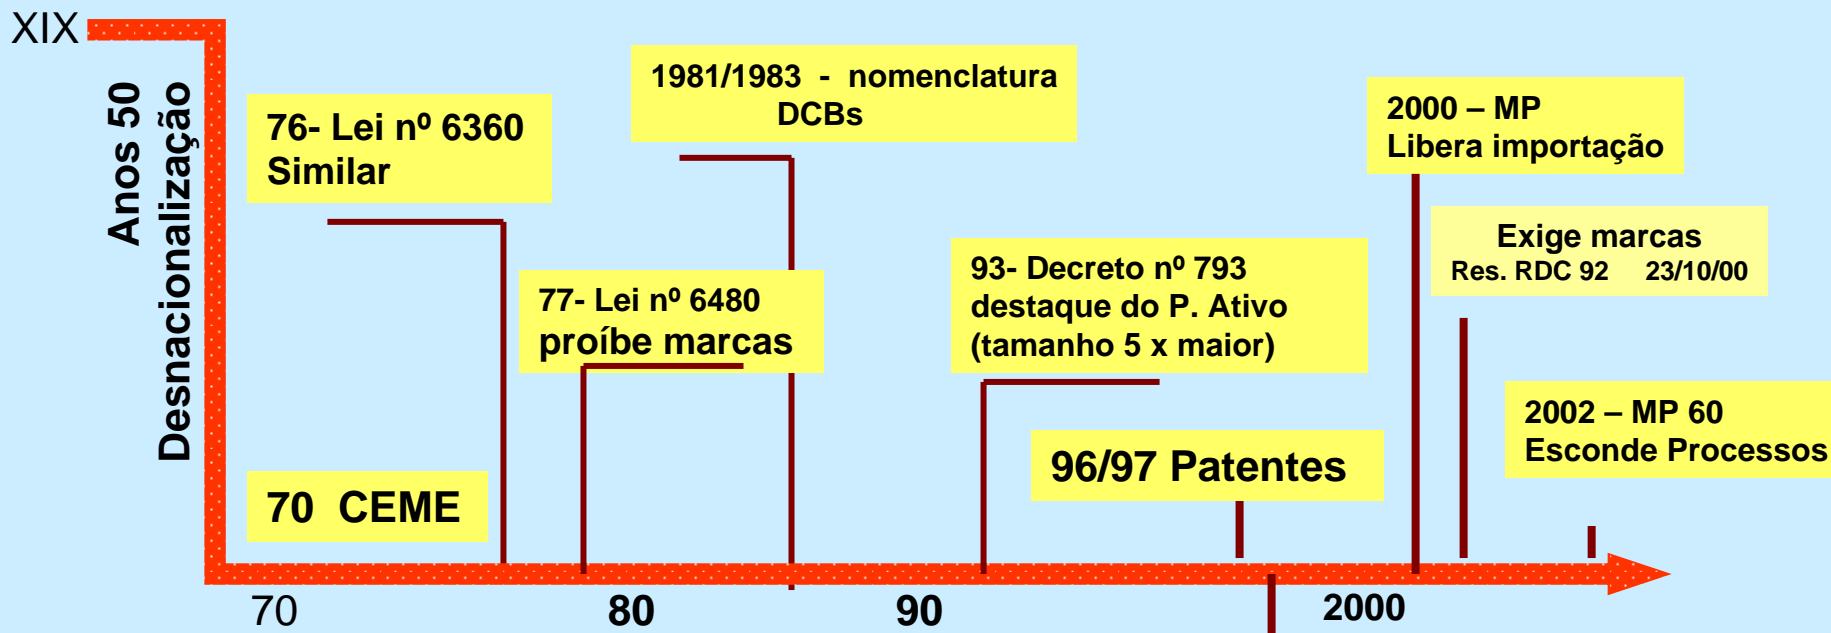 XIX
Anos 50
Desnacionalização
76- Lei nº 6360
Similar
70 CEME
1981/1983 - nomenclatura
DCBs
77- Lei nº 6480
proíbe marcas
93- Decreto nº 793
destaque do P. Ativo
(tamanho 5 x maior)
96/97 Patentes
2000 – MP
Libera importação
Exige marcas
Res. RDC 92 23/10/00
2002 – MP 60
Esconde Processos
70
80
90
2000